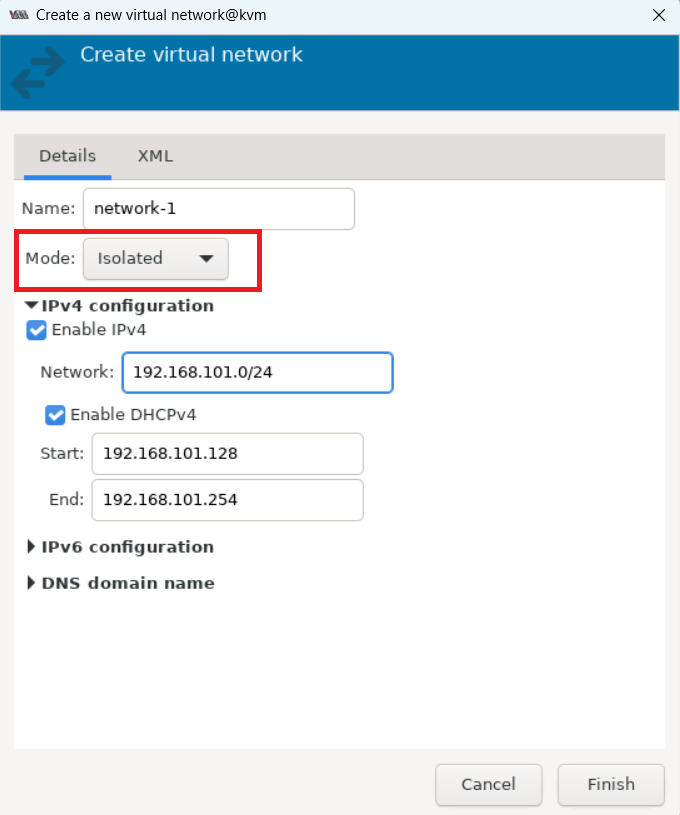 Create a new virtual network@kvm
Create virtual network
Details XML
Name: network-1
Mode: Isolated
IPv4 configuration
Enable IPv4
Network: 192.168.101.0/24
Enable DHCPv4
Start: 192.168.101.128
End: 192.168.101.254
IPv6 configuration
DNS domain name
Cancel Finish